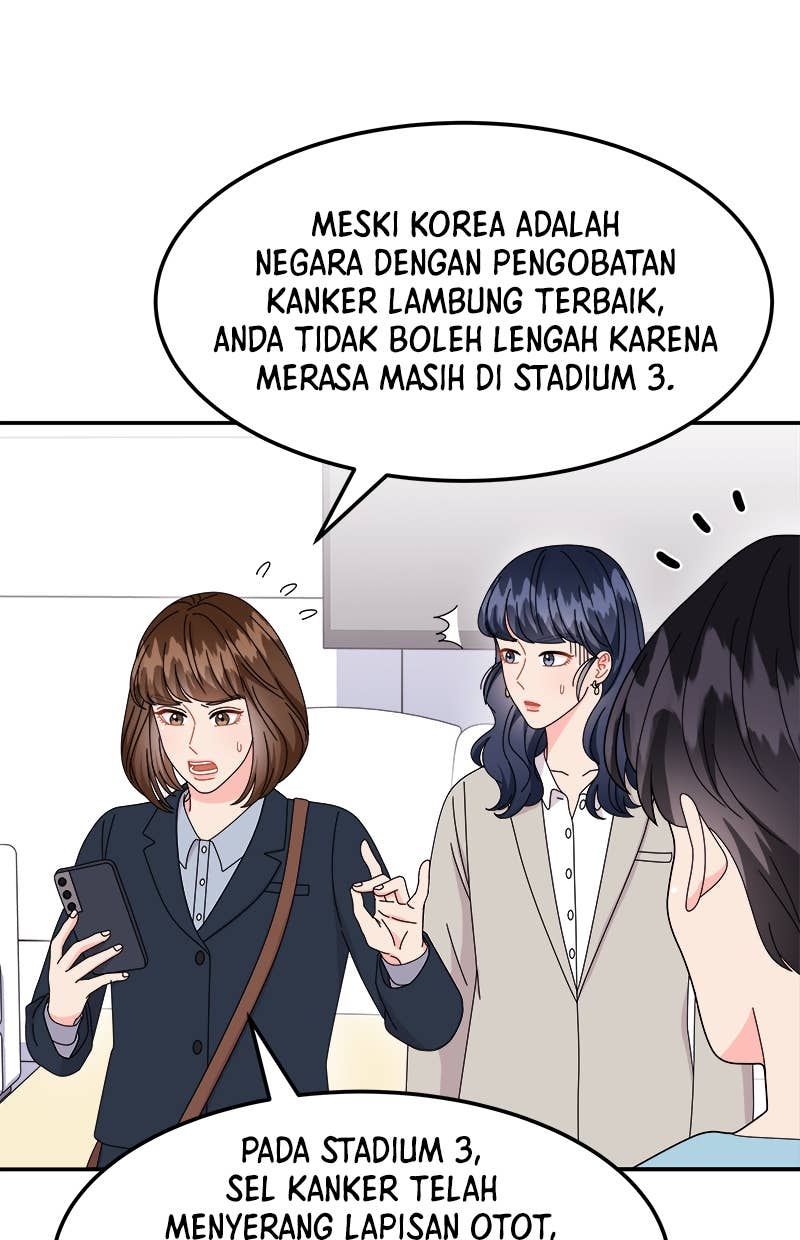 MESKI KOREA ADALAH
NEGARA DENGAN PENGOBATAN
KANKER LAMBUNG TERBAIK,
ANDA TIDAK BOLEH LENGAH KARENA
MERASA MASIH DI STADIUM 3.
PADA STADIUM 3,
SEL KANKER TELAH
MENYERANG LAPISAN OTOT,